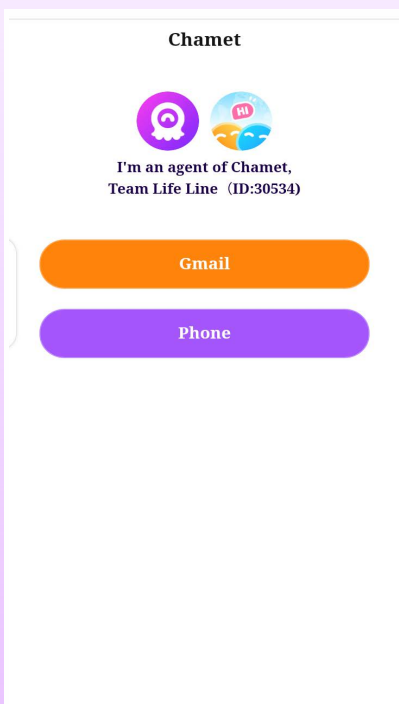 Chamet
HI
I'm an agent of Chamet,
Team Life Line（ID:30534)
Gmail
Phone